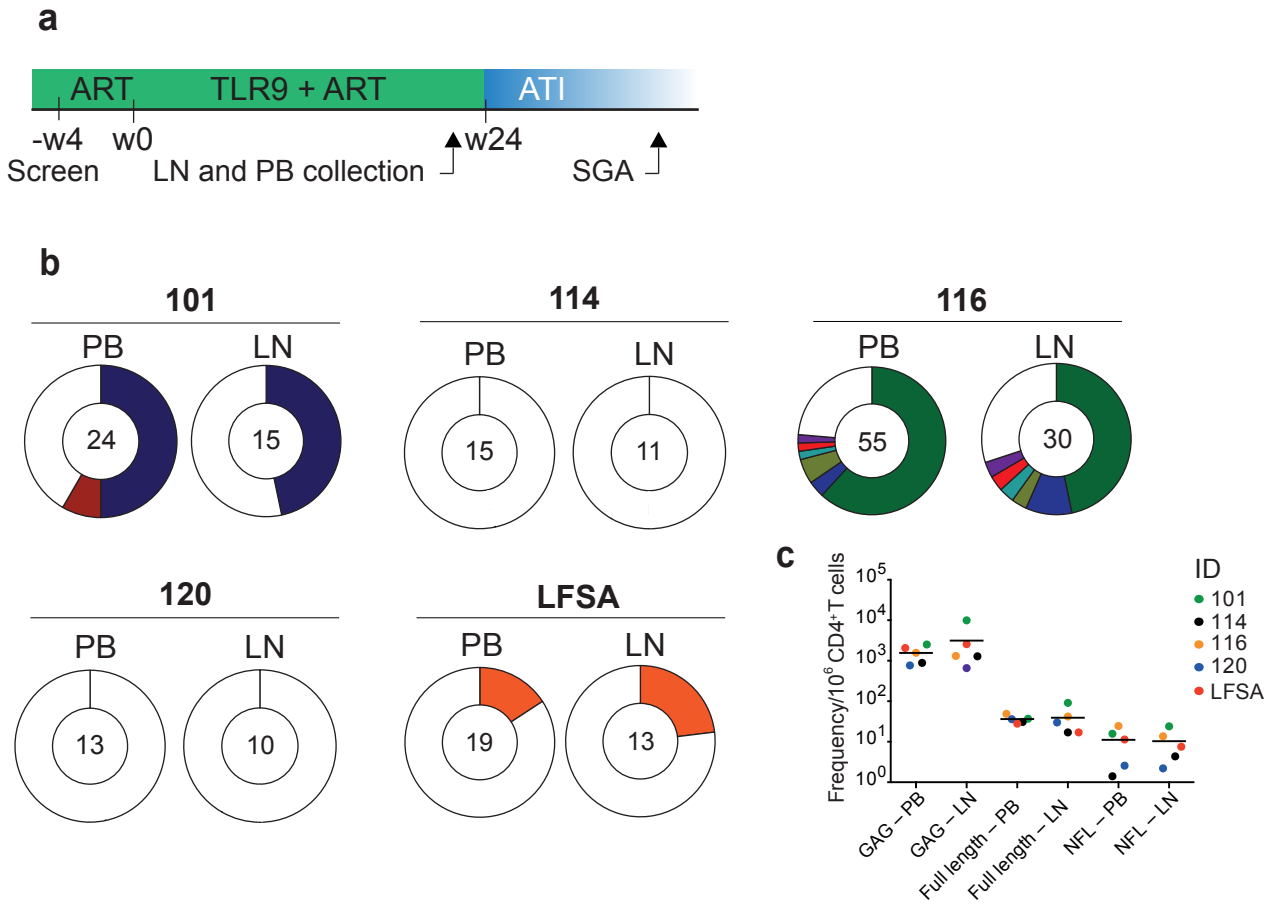 a
ART TLR9 + ART ATI
-w4 w0 w24
Screen LN and PB collection SGA
b
101
PB LN
24 15
114
PB LN
15 11
116
PB LN
55 30
120
PB LN
13 10
LFSA
PB LN
19 13
c
Frequency/10⁶ CD4⁺T cells
10⁵
10⁴
10³
10²
10¹
10⁰
GAG – PB
GAG – LN
Full length – PB
Full length – LN
NFL – PB
NFL – LN
ID
101
114
116
120
LFSA